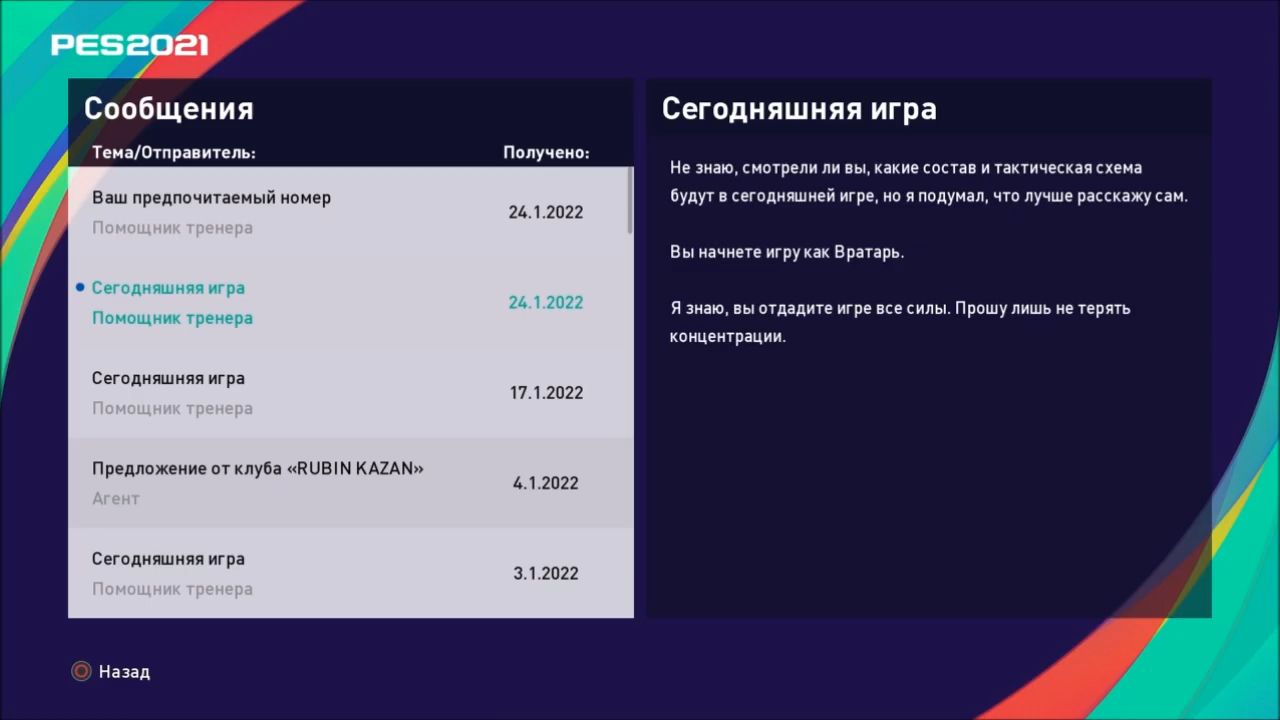 PES2021
Сообщения
Тема/Отправитель: Получено:
Ваш предпочитаемый номер
Помощник тренера
24.1.2022
Сегодняшняя игра
Помощник тренера
24.1.2022
Сегодняшняя игра
Помощник тренера
17.1.2022
Предложение от клуба «RUBIN KAZAN»
Агент
4.1.2022
Сегодняшняя игра
Помощник тренера
3.1.2022
Сегодняшняя игра
Не знаю, смотрели ли вы, какие состав и тактическая схема
будут в сегодняшней игре, но я подумал, что лучше расскажу сам.
Вы начнете игру как Вратарь.
Я знаю, вы отдадите игре все силы. Прошу лишь не терять
концентрации.
Назад